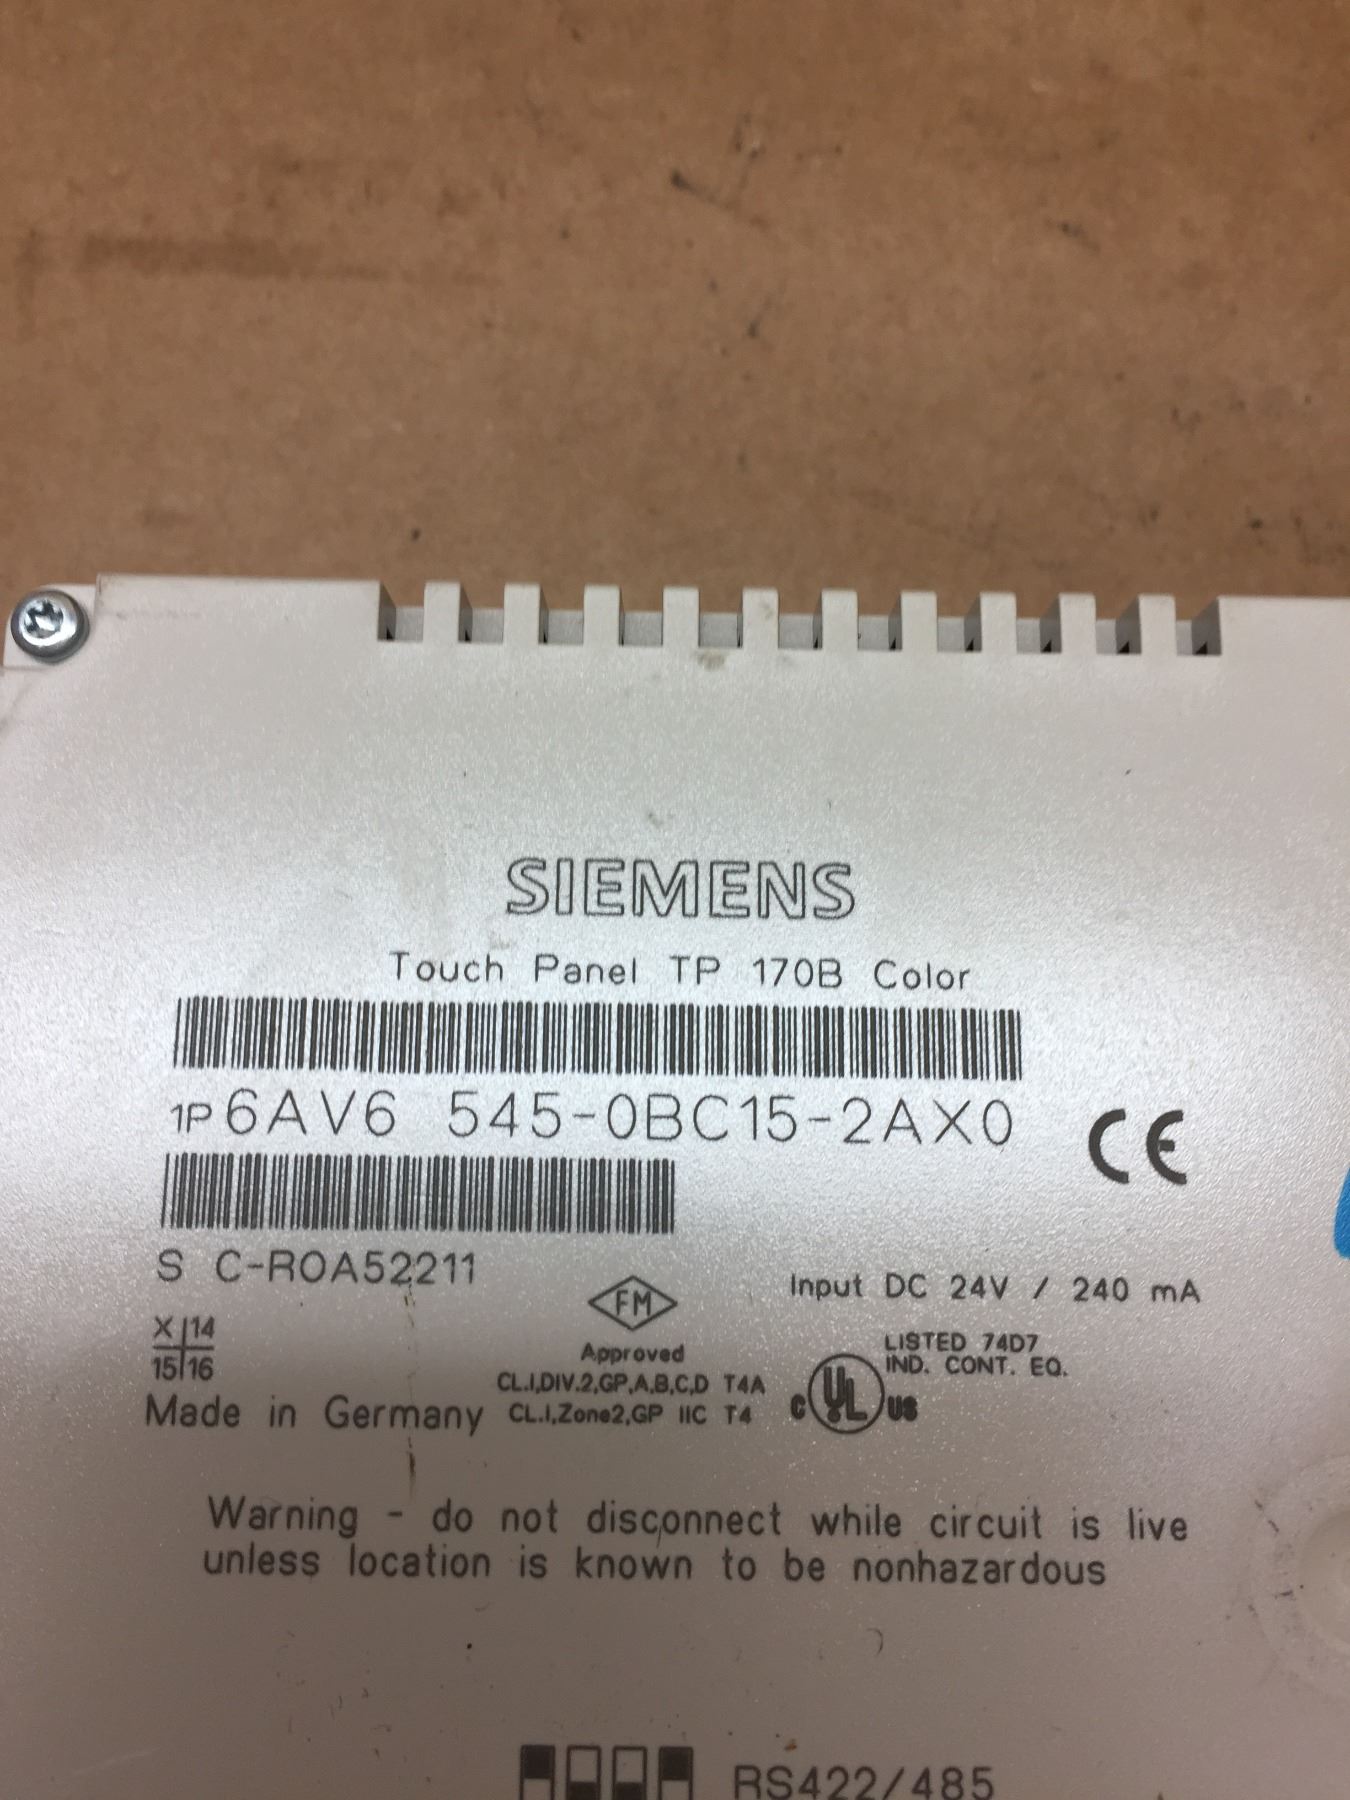 SIEMENS
Touch Panel TP 170B Color
1P 6AV6 545-0BC15-2AX0
CE
S C-ROA52211
Input DC 24V / 240 mA
FM
X 14
15 16
Approved
LISTED 74D7
IND. CONT. EQ.
CL.I,DIV.2,GP,A,B,C,D T4A
C UL US
Made in Germany
CL.I,Zone2,GP IIC T4
Warning - do not disconnect while circuit is live
unless location is known to be nonhazardous
RS422/485